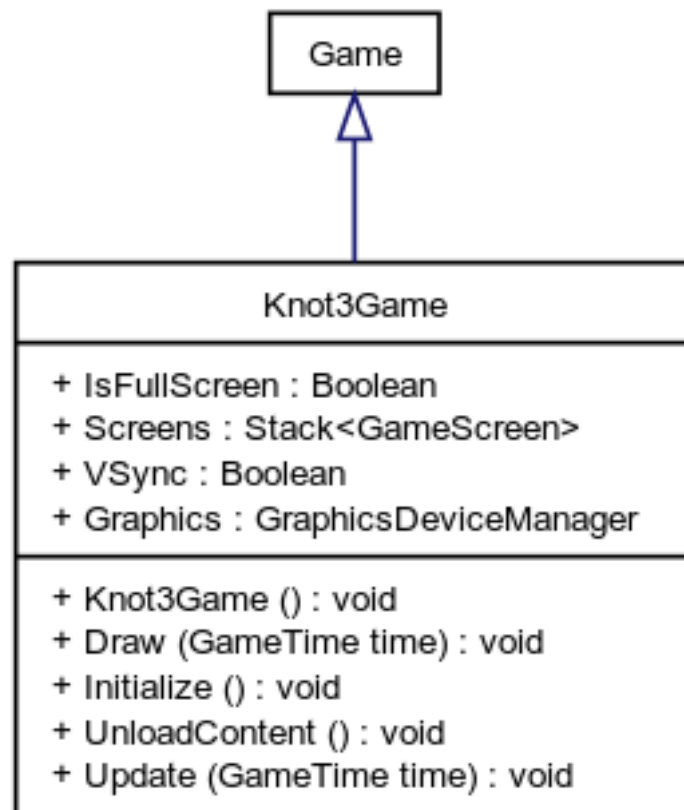 Game
Knot3Game
+ IsFullScreen : Boolean
+ Screens : Stack<GameScreen>
+ VSync : Boolean
+ Graphics : GraphicsDeviceManager
+ Knot3Game () : void
+ Draw (GameTime time) : void
+ Initialize () : void
+ UnloadContent () : void
+ Update (GameTime time) : void